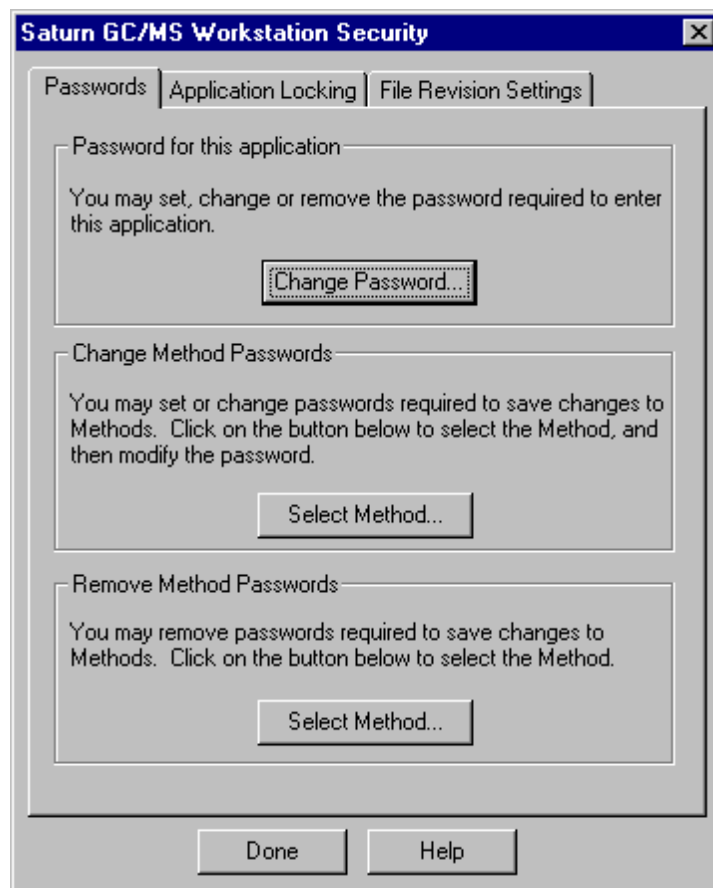 Saturn GC/MS Workstation Security
Passwords Application Locking File Revision Settings
Password for this application
You may set, change or remove the password required to enter
this application.
Change Password...
Change Method Passwords
You may set or change passwords required to save changes to
Methods.  Click on the button below to select the Method, and
then modify the password.
Select Method...
Remove Method Passwords
You may remove passwords required to save changes to
Methods.  Click on the button below to select the Method.
Select Method...
Done Help